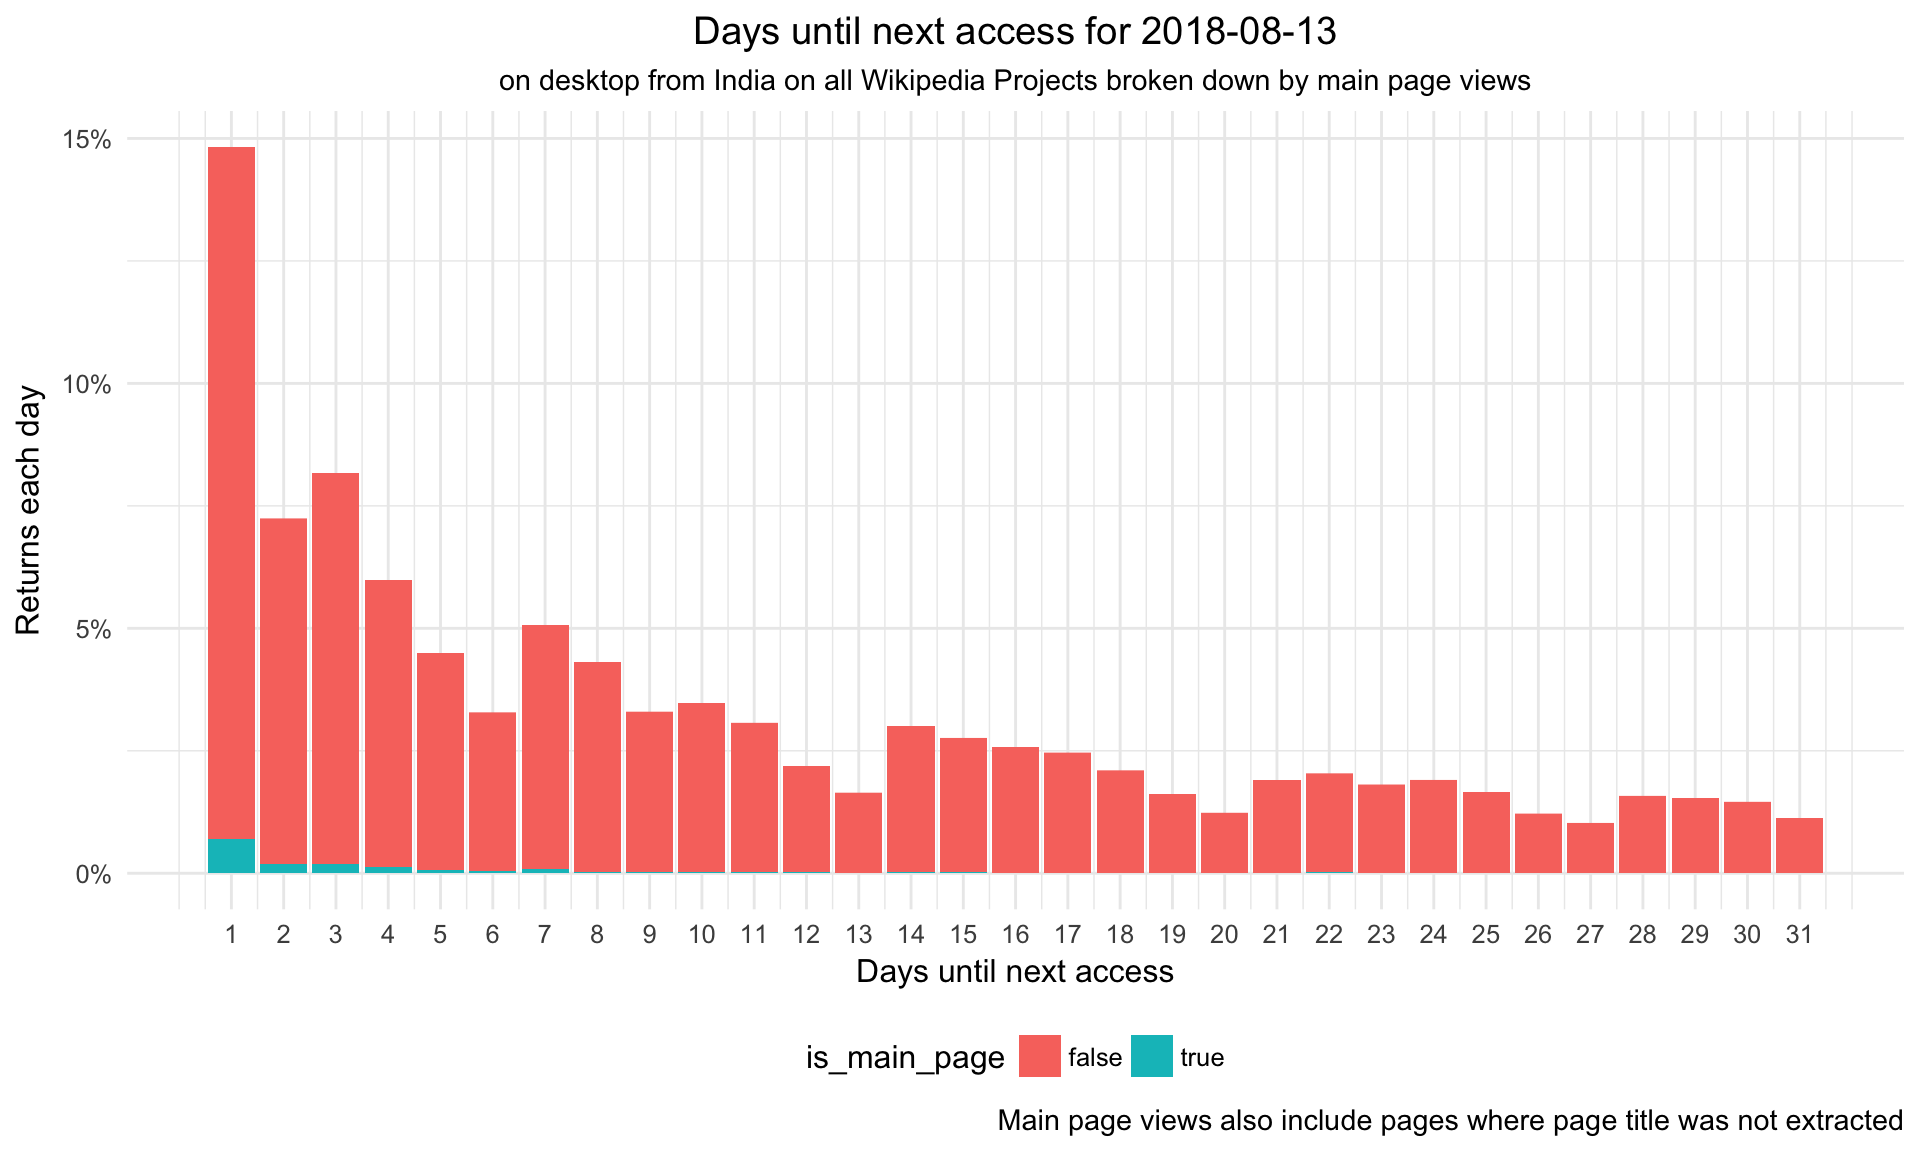 Days until next access for 2018-08-13
on desktop from India on all Wikipedia Projects broken down by main page views
Returns each day
15%
10%
5%
0%
1 2 3 4 5 6 7 8 9 10 11 12 13 14 15 16 17 18 19 20 21 22 23 24 25 26 27 28 29 30 31
Days until next access
is_main_page false true
Main page views also include pages where page title was not extracted